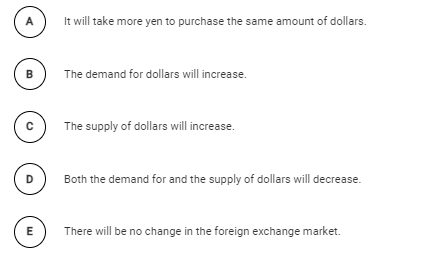 A It will take more yen to purchase the same amount of dollars.
B The demand for dollars will increase.
C The supply of dollars will increase.
D Both the demand for and the supply of dollars will decrease.
E There will be no change in the foreign exchange market.